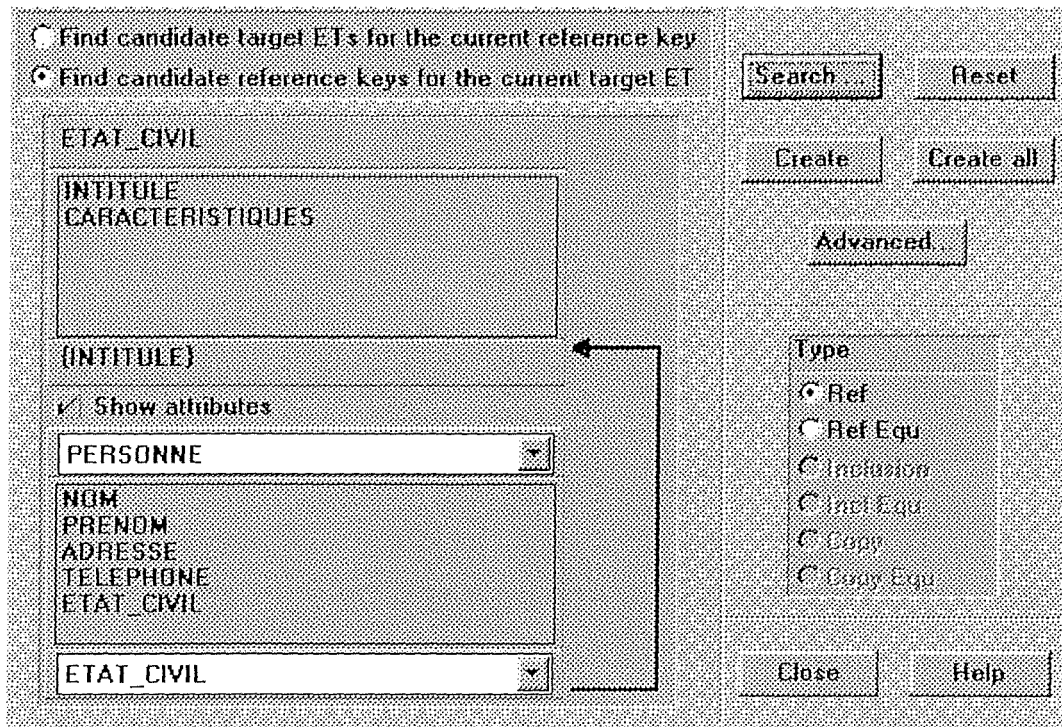 Find candidate target ETs for the current reference key
Find candidate reference keys for the current target ET
ETAT_CIVIL
INTITULE
CARACTERISTIQUES
{INTITULE}
Show attributes
PERSONNE
NOM
PRENOM
ADRESSE
TELEPHONE
ETAT_CIVIL
ETAT_CIVIL
Search ...
Reset
Create
Create all
Advanced...
Type
Ref
Ref Equ
Inclusion
Incl Equ
Copy
Copy Equ
Close
Help